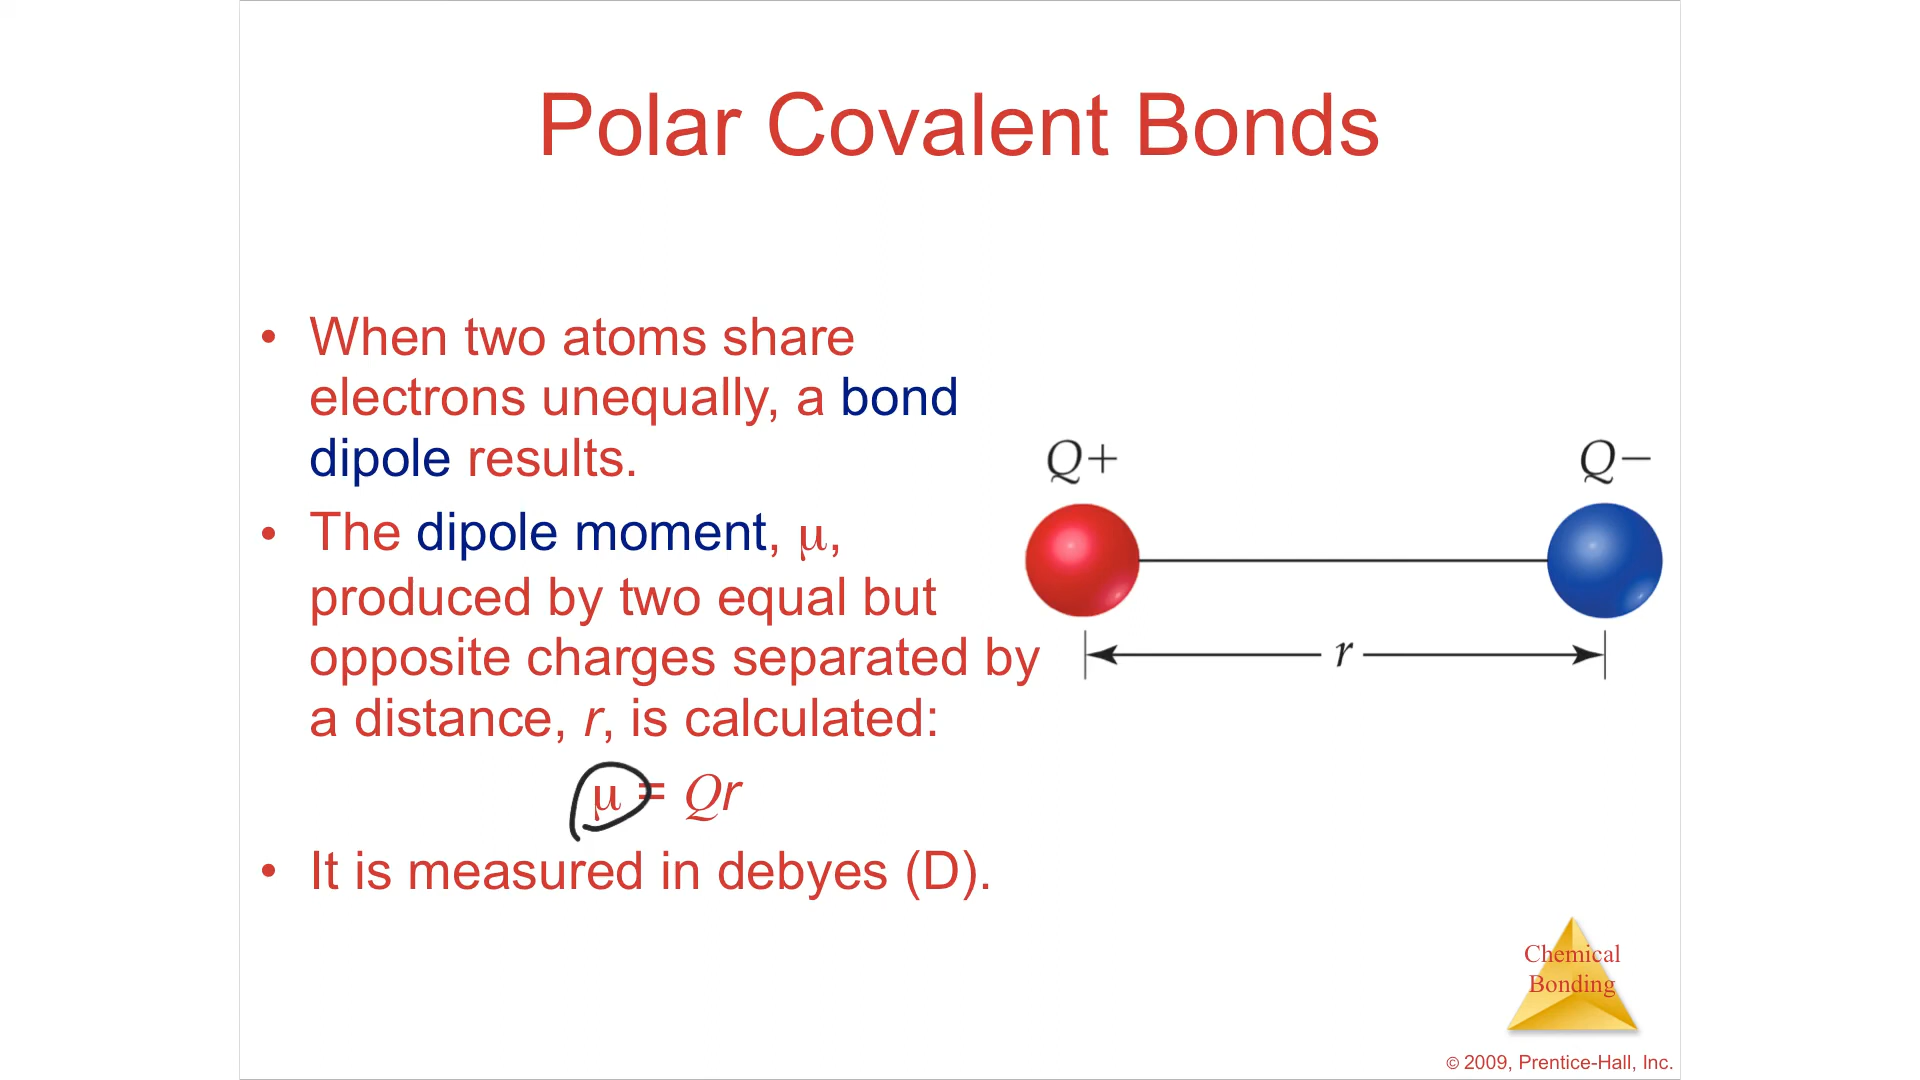 Polar Covalent Bonds
• When two atoms share
electrons unequally, a bond
dipole results.
• The dipole moment, μ,
produced by two equal but
opposite charges separated by
a distance, r, is calculated:
μ = Qr
• It is measured in debyes (D).
Q+
Q−
r
Chemical
Bonding
© 2009, Prentice-Hall, Inc.